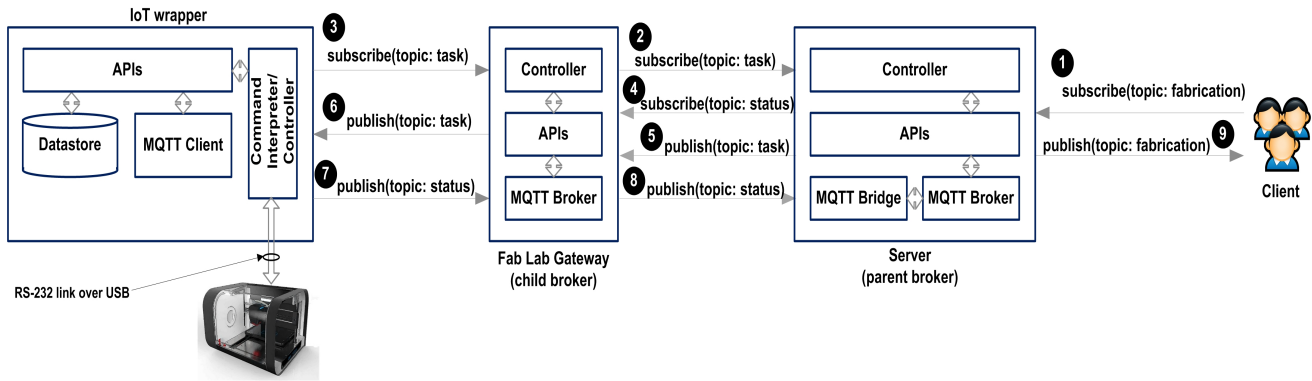 IoT wrapper
APIs
Datastore
MQTT Client
Command
Interpreter/
Controller
RS-232 link over USB
3
subscribe(topic: task)
6
publish(topic: task)
7
publish(topic: status)
Controller
APIs
MQTT Broker
Fab Lab Gateway
(child broker)
2
subscribe(topic: task)
4
subscribe(topic: status)
5
publish(topic: task)
8
publish(topic: status)
Controller
APIs
MQTT Bridge
MQTT Broker
Server
(parent broker)
1
subscribe(topic: fabrication)
9
publish(topic: fabrication)
Client